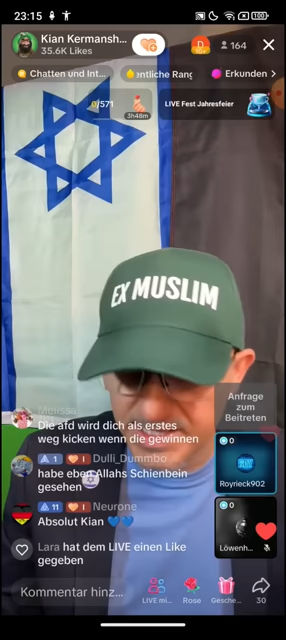 23:15
100
Kian Kermansh...
35.6K Likes
D
164
Chatten und Int...
entliche Rang
Erkunden
0/571
3h48m
LIVE Fest Jahresfeier
EX MUSLIM
Anfrage
zum
Beitreten
0
Royrieck902
0
Löwenh...
Melissa
Die afd wird dich als erstes
weg kicken wenn die gewinnen
1 I Dulli_Dummbo
habe eben Allahs Schienbein
gesehen
11 I Neurone
Absolut Kian
Lara hat dem LIVE einen Like
gegeben
Kommentar hinz...
LIVE mi...
Rose
Gesche...
30